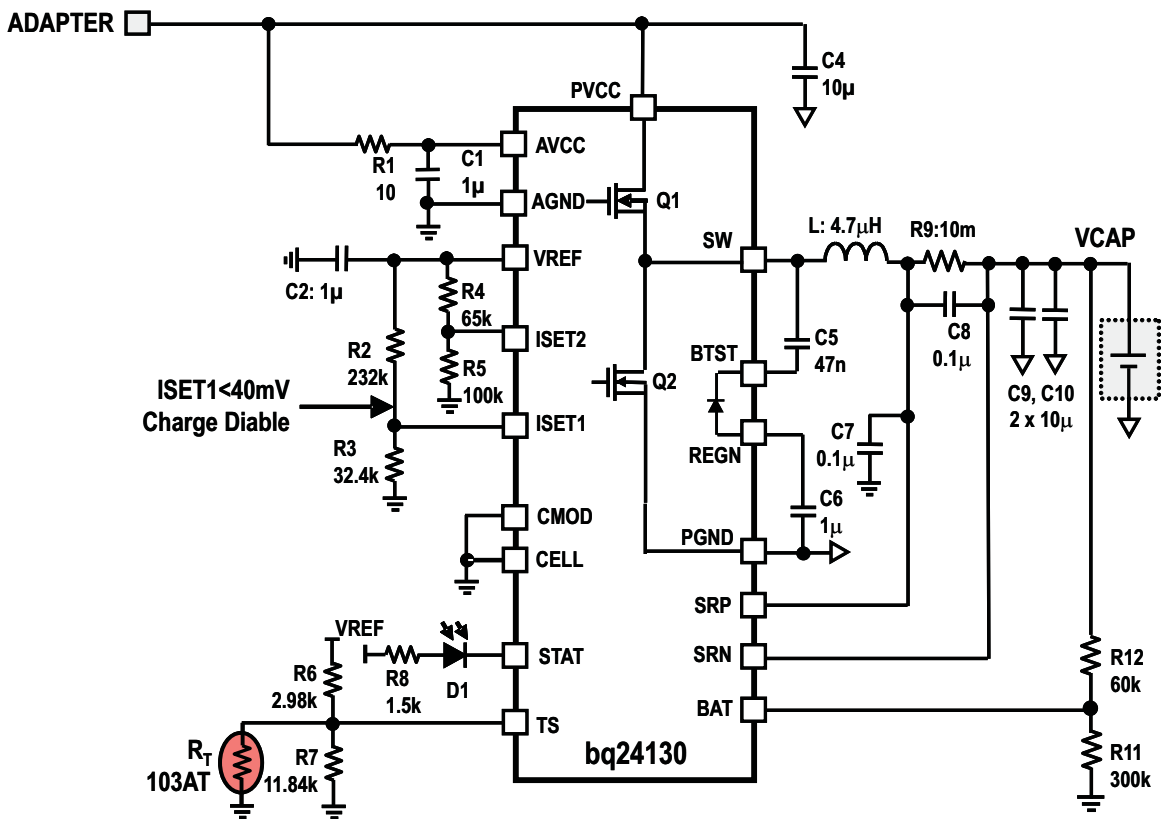 ADAPTER
C4
10µ
PVCC
AVCC
R1
10
C1
1µ
AGND
Q1
SW
L: 4.7µH
R9:10m
VCAP
VREF
C2: 1µ
R4
65k
C8
0.1µ
C5
47n
ISET2
BTST
R2
232k
R5
100k
Q2
C9, C10
2 x 10µ
ISET1<40mV
Charge Diable
ISET1
REGN
C7
0.1µ
R3
32.4k
C6
1µ
CMOD
PGND
CELL
SRP
VREF
STAT
SRN
R8
1.5k
D1
R6
2.98k
R12
60k
TS
BAT
RT
103AT
R7
11.84k
bq24130
R11
300k